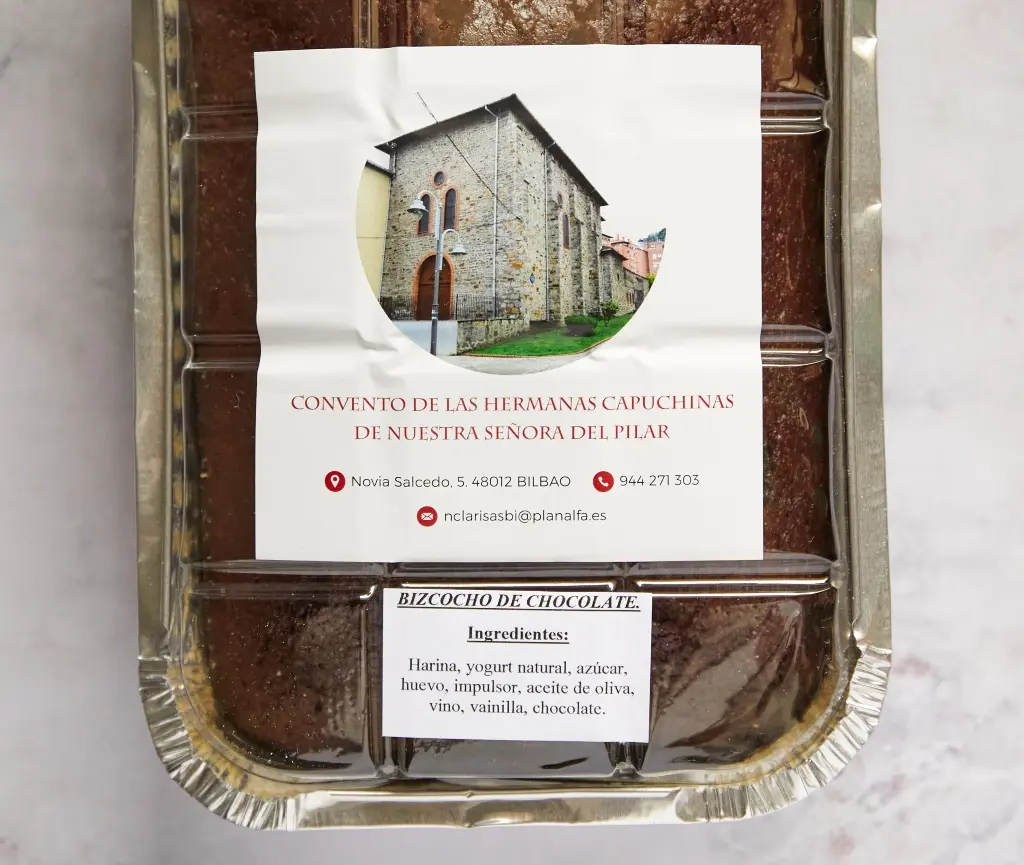 CONVENTO DE LAS HERMANAS CAPUCHINAS
DE NUESTRA SEÑORA DEL PILAR
Novia Salcedo, 5. 48012 BILBAO 944 271 303
nclarisasbi@planalfa.es
BIZCOCHO DE CHOCOLATE.
Ingredientes:
Harina, yogurt natural, azúcar,
huevo, impulsor, aceite de oliva,
vino, vainilla, chocolate.